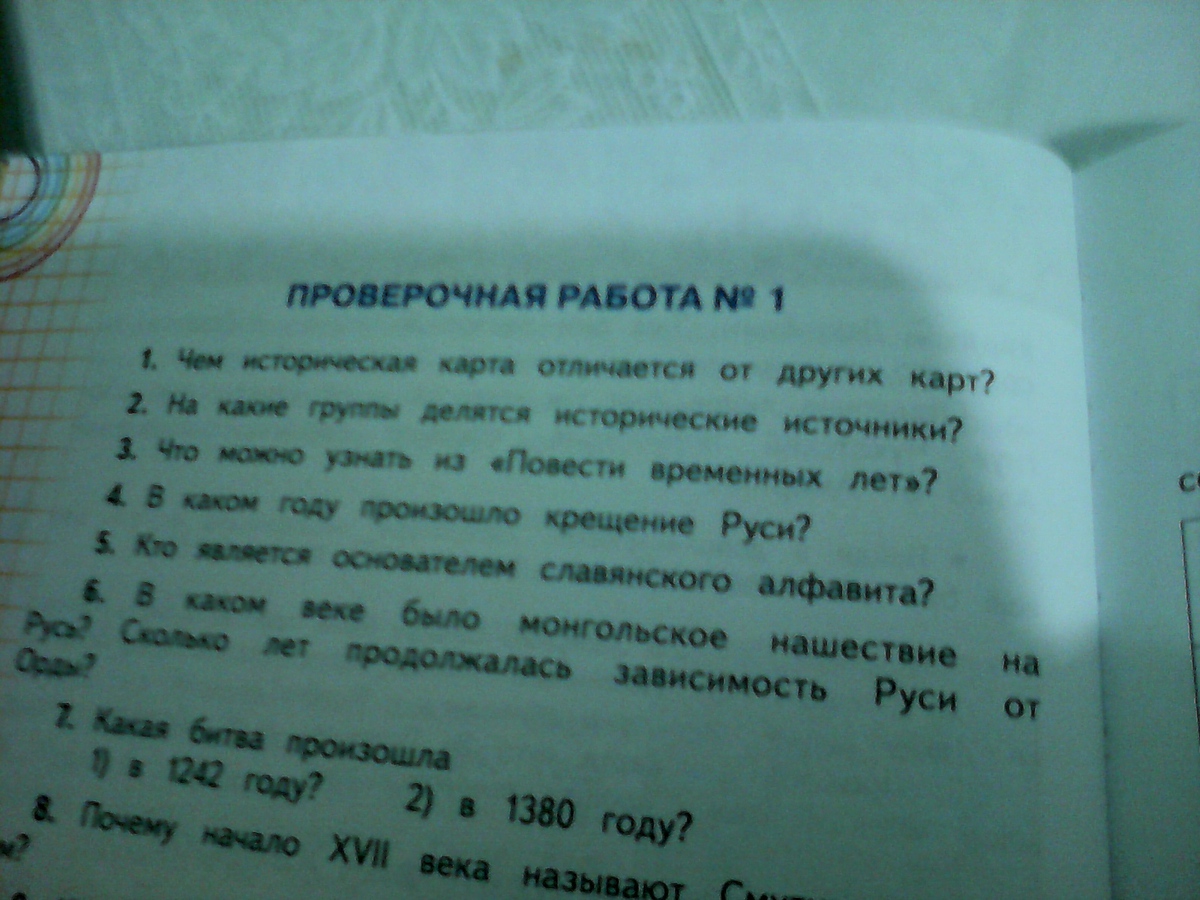 ПРОВЕРОЧНАЯ РАБОТА № 1
1. Чем историческая карта отличается от других карт?
2. На какие группы делятся исторические источники?
3. Что можно узнать из «Повести временных лет»?
4. В каком году произошло крещение Руси?
5. Кто является основателем славянского алфавита?
6. В каком веке было монгольское нашествие на
Русь? Сколько лет продолжалась зависимость Руси от
Орды?
7. Какая битва произошла
1) в 1242 году? 2) в 1380 году?
8. Почему начало XVII века называют